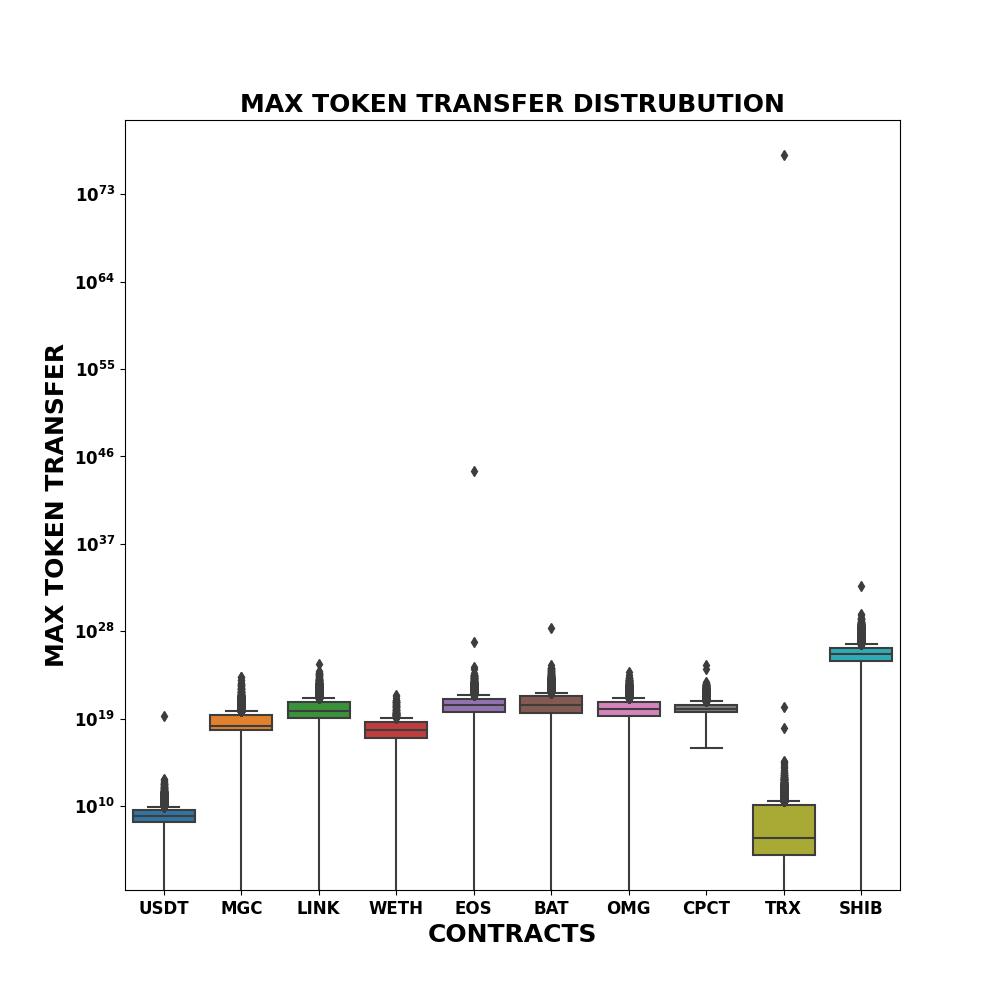 MAX TOKEN TRANSFER DISTRUBUTION
MAX TOKEN TRANSFER
10^73
10^64
10^55
10^46
10^37
10^28
10^19
10^10
USDT MGC LINK WETH EOS BAT OMG CPCT TRX SHIB
CONTRACTS